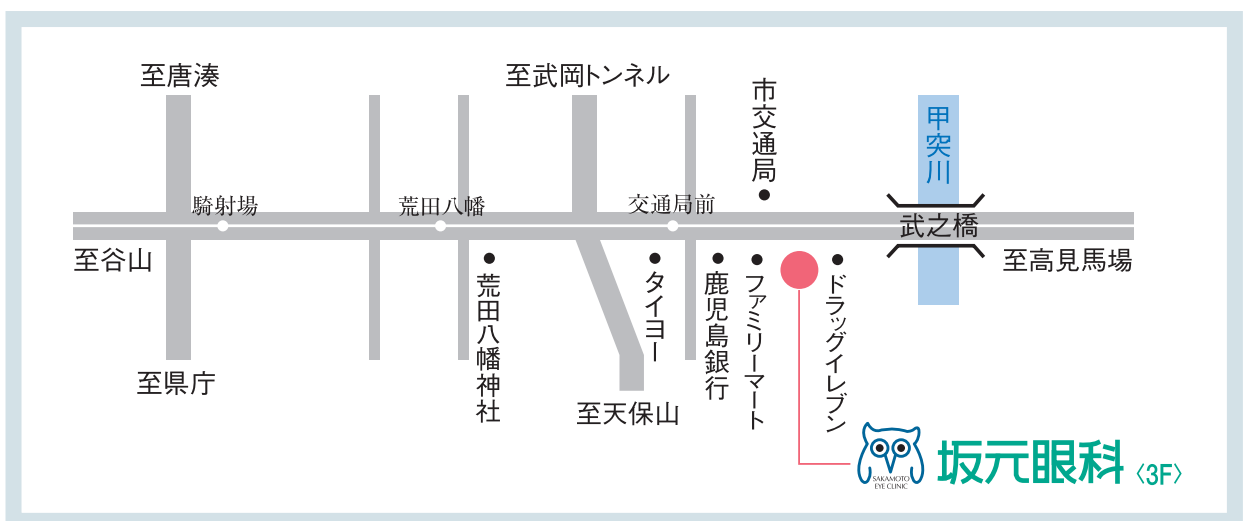 至唐湊
至武岡トンネル
市交通局
甲突川
騎射場
荒田八幡
交通局前
武之橋
至谷山
至高見馬場
荒田八幡神社
タイヨー
鹿児島銀行
ファミリーマート
ドラッグイレブン
至県庁
至天保山
SAKAMOTO
EYE CLINIC
坂元眼科〈3F〉